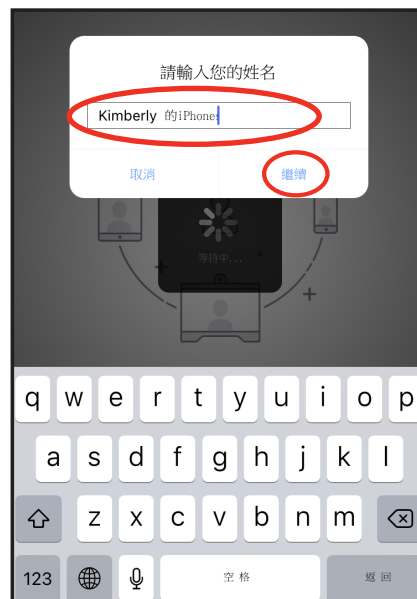 請輸入您的姓名
Kimberly 的iPhone
取消
繼續
等待中...
q w e r t y u i o p
a s d f g h j k l
z x c v b n m
123
空 格
返 回